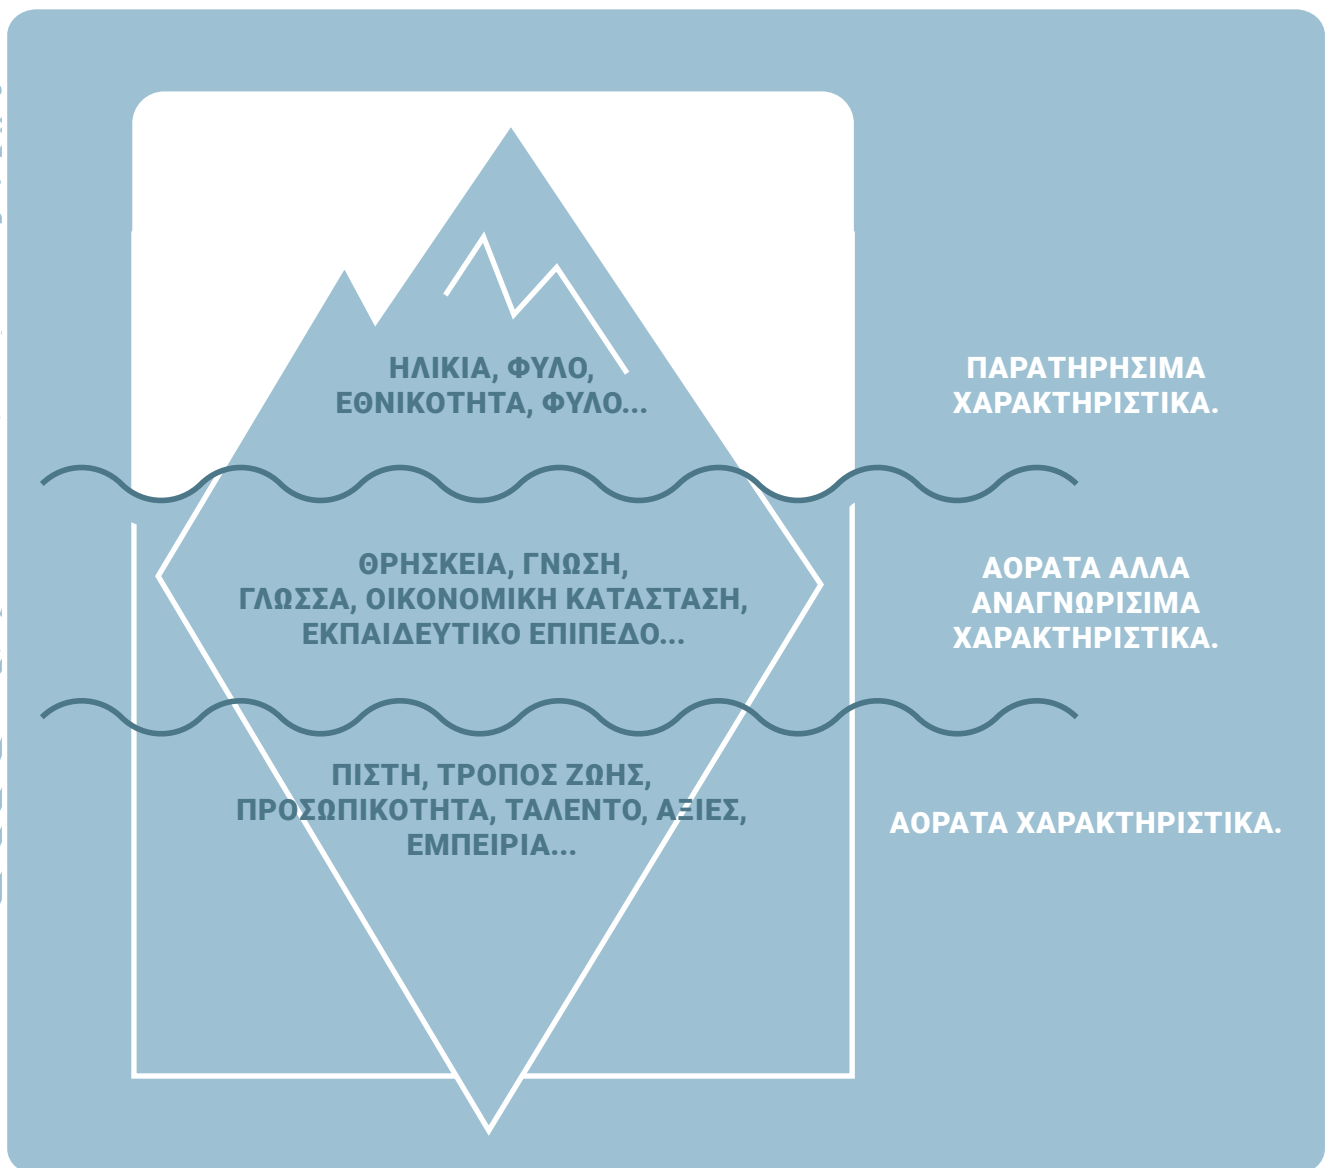 ΗΛΙΚΙΑ, ΦΥΛΟ,
ΕΘΝΙΚΟΤΗΤΑ, ΦΥΛΟ...
ΠΑΡΑΤΗΡΗΣΙΜΑ
ΧΑΡΑΚΤΗΡΙΣΤΙΚΑ.
ΘΡΗΣΚΕΙΑ, ΓΝΩΣΗ,
ΓΛΩΣΣΑ, ΟΙΚΟΝΟΜΙΚΗ ΚΑΤΑΣΤΑΣΗ,
ΕΚΠΑΙΔΕΥΤΙΚΟ ΕΠΙΠΕΔΟ...
ΑΟΡΑΤΑ ΑΛΛΑ
ΑΝΑΓΝΩΡΙΣΙΜΑ
ΧΑΡΑΚΤΗΡΙΣΤΙΚΑ.
ΠΙΣΤΗ, ΤΡΟΠΟΣ ΖΩΗΣ,
ΠΡΟΣΩΠΙΚΟΤΗΤΑ, ΤΑΛΕΝΤΟ, ΑΞΙΕΣ,
ΕΜΠΕΙΡΙΑ...
ΑΟΡΑΤΑ ΧΑΡΑΚΤΗΡΙΣΤΙΚΑ.